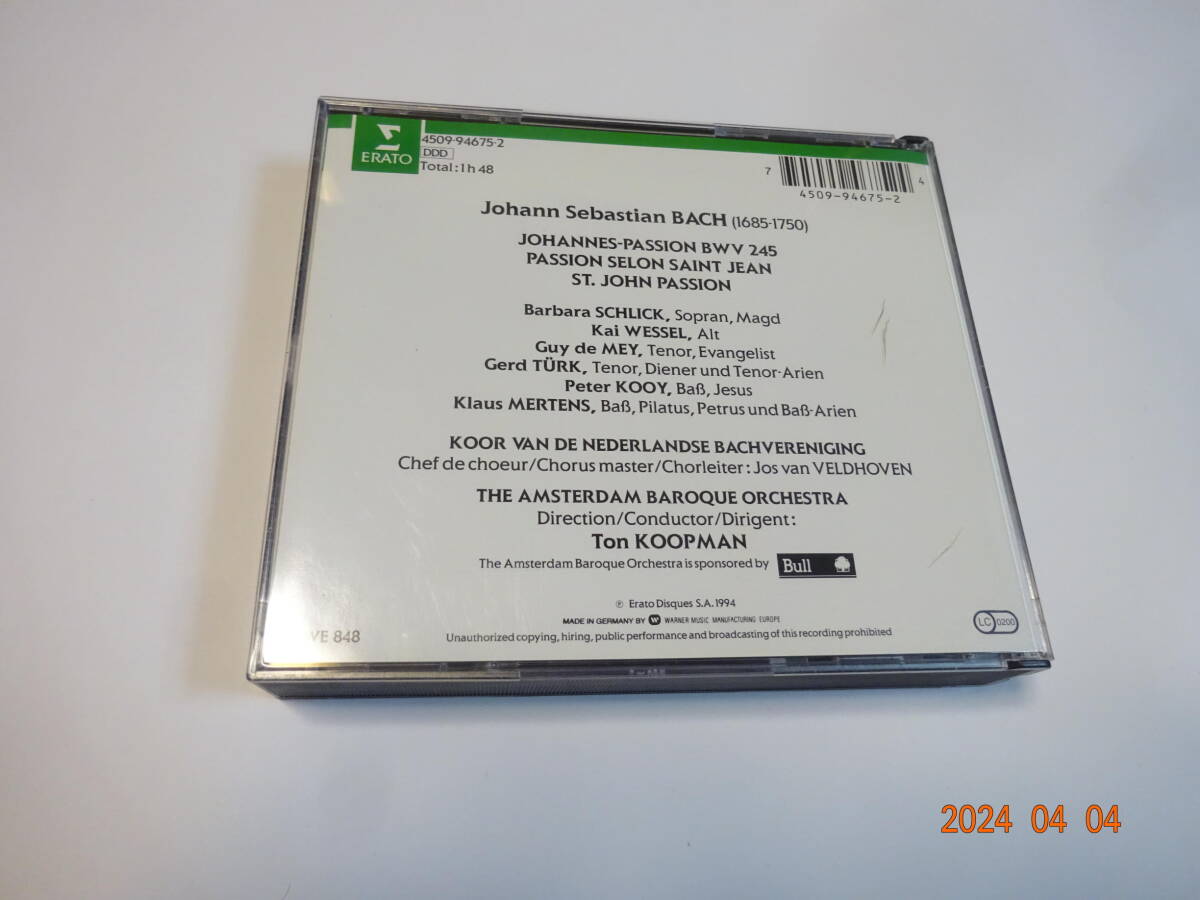 ERATO
4509-94675-2
DDD
Total: 1 h 48
7
4
4509-94675-2
Johann Sebastian BACH (1685-1750)
JOHANNES-PASSION BWV 245
PASSION SELON SAINT JEAN
ST. JOHN PASSION
Barbara SCHLICK, Sopran, Magd
Kai WESSEL, Alt
Guy de MEY, Tenor, Evangelist
Gerd TÜRK, Tenor, Diener und Tenor-Arien
Peter KOOY, Baß, Jesus
Klaus MERTENS, Baß, Pilatus, Petrus und Baß-Arien
KOOR VAN DE NEDERLANDSE BACHVERENIGING
Chef de choeur/Chorus master/Chorleiter: Jos van VELDHOVEN
THE AMSTERDAM BAROQUE ORCHESTRA
Direction/Conductor/Dirigent:
Ton KOOPMAN
The Amsterdam Baroque Orchestra is sponsored by Bull
℗ Erato Disques S.A. 1994
MADE IN GERMANY BY WARNER MUSIC MANUFACTURING EUROPE
LC 0200
VE 848
Unauthorized copying, hiring, public performance and broadcasting of this recording prohibited
2024 04 04